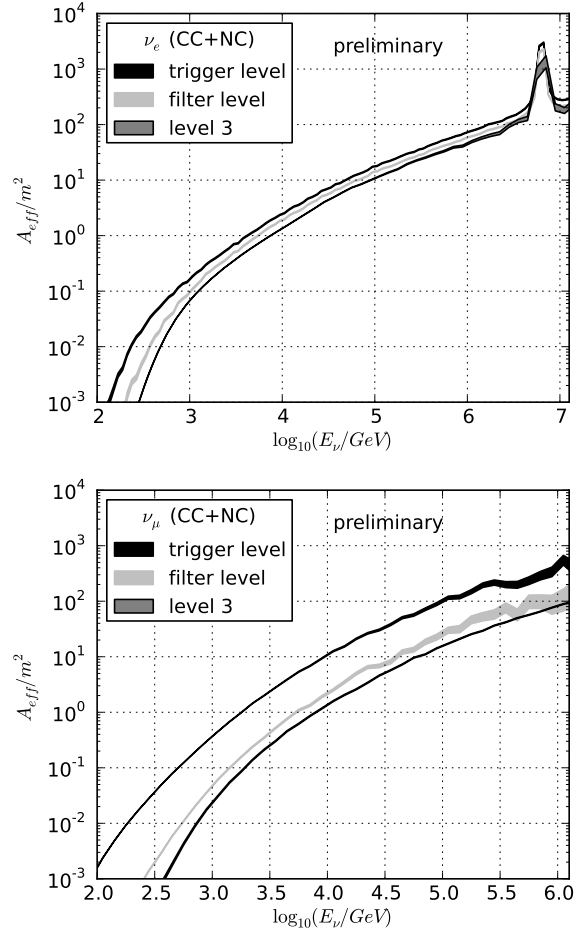 10^4
10^3
10^2
10^1
10^0
10^-1
10^-2
10^-3
A_eff/m^2
ν_e (CC+NC)
trigger level
filter level
level 3
preliminary
2 3 4 5 6 7
log_10(E_ν/GeV)
10^4
10^3
10^2
10^1
10^0
10^-1
10^-2
10^-3
A_eff/m^2
ν_μ (CC+NC)
trigger level
filter level
level 3
preliminary
2.0 2.5 3.0 3.5 4.0 4.5 5.0 5.5 6.0
log_10(E_ν/GeV)